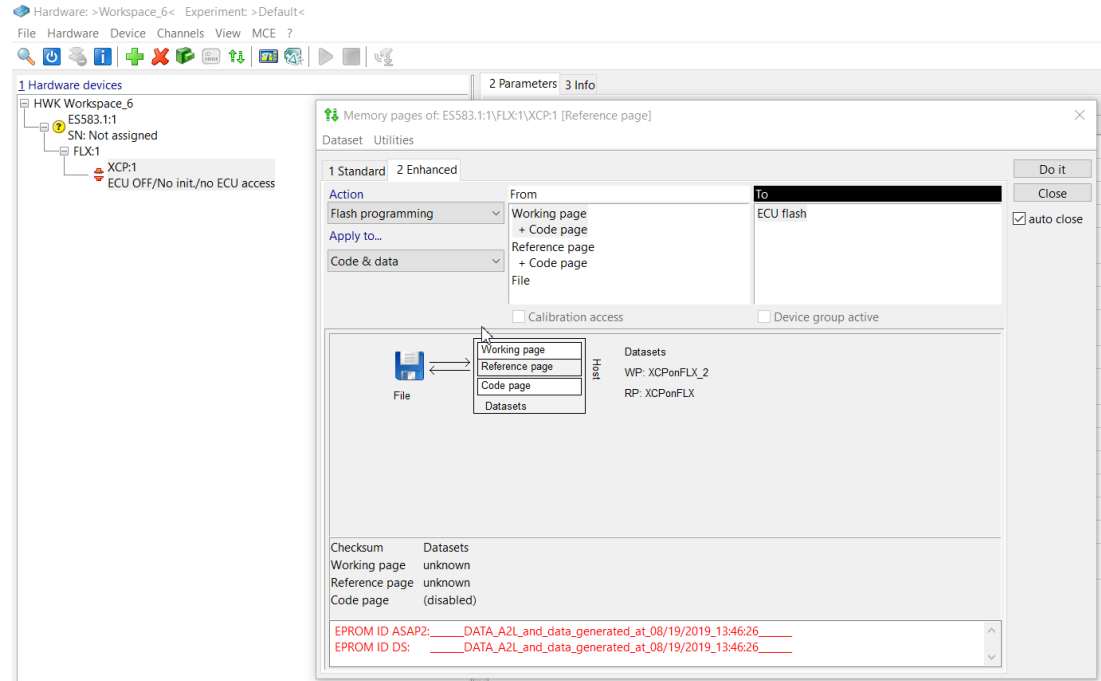 Hardware: >Workspace_6<   Experiment: >Default<
File Hardware Device Channels View MCE ?
1 Hardware devices
2 Parameters 3 Info
HWK Workspace_6
ES583.1:1
SN: Not assigned
FLX:1
XCP:1
ECU OFF/No init./no ECU access
Memory pages of: ES583.1:1\FLX:1\XCP:1 [Reference page]
Dataset Utilities
1 Standard 2 Enhanced
Do it
Close
auto close
Action
Flash programming
Apply to...
Code & data
From
Working page
+ Code page
Reference page
+ Code page
File
To
ECU flash
Calibration access
Device group active
File
Working page
Reference page
Code page
Datasets
Host
Datasets
WP: XCPonFLX_2
RP: XCPonFLX
Checksum Datasets
Working page unknown
Reference page unknown
Code page (disabled)
EPROM ID ASAP2:______DATA_A2L_and_data_generated_at_08/19/2019_13:46:26______
EPROM ID DS: ______DATA_A2L_and_data_generated_at_08/19/2019_13:46:26______